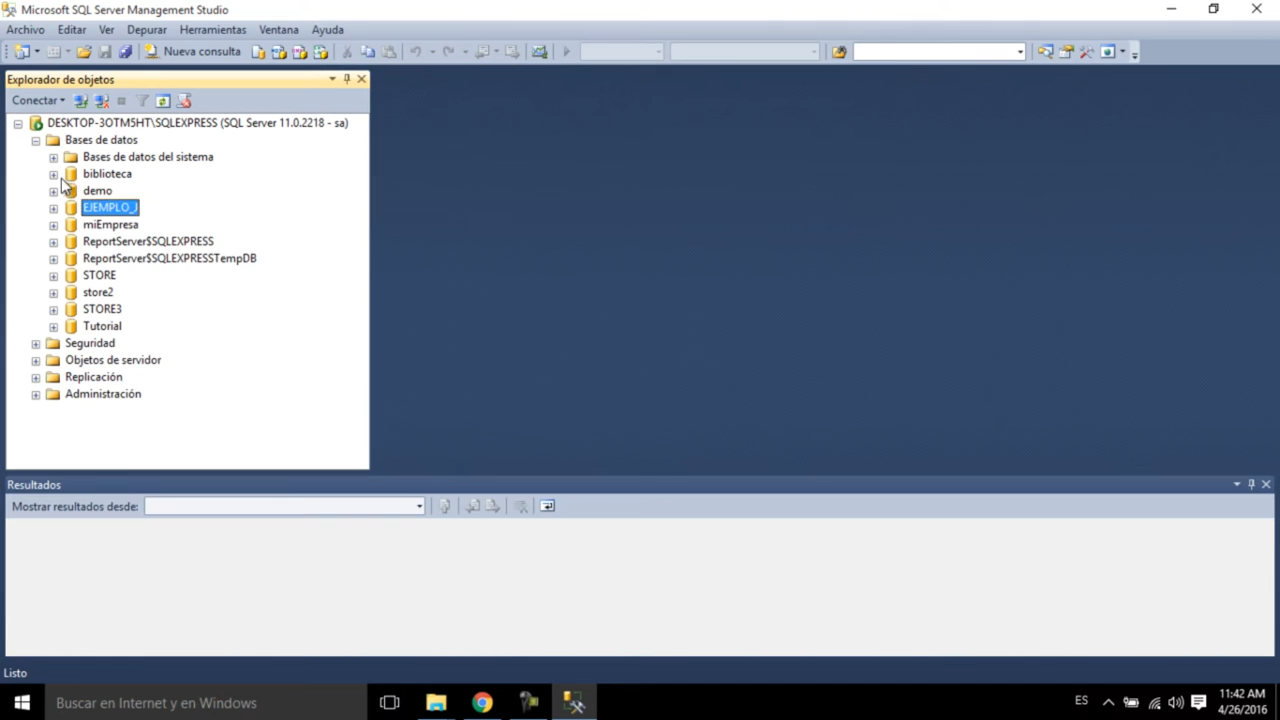 Microsoft SQL Server Management Studio
Archivo Editar Ver Depurar Herramientas Ventana Ayuda
Nueva consulta
Explorador de objetos
Conectar
DESKTOP-3OTM5HT\SQLEXPRESS (SQL Server 11.0.2218 - sa)
Bases de datos
Bases de datos del sistema
biblioteca
demo
EJEMPLO_J
miEmpresa
ReportServer$SQLEXPRESS
ReportServer$SQLEXPRESSTempDB
STORE
store2
STORE3
Tutorial
Seguridad
Objetos de servidor
Replicación
Administración
Resultados
Mostrar resultados desde:
Listo
Buscar en Internet y en Windows
ES
11:42 AM
4/26/2016